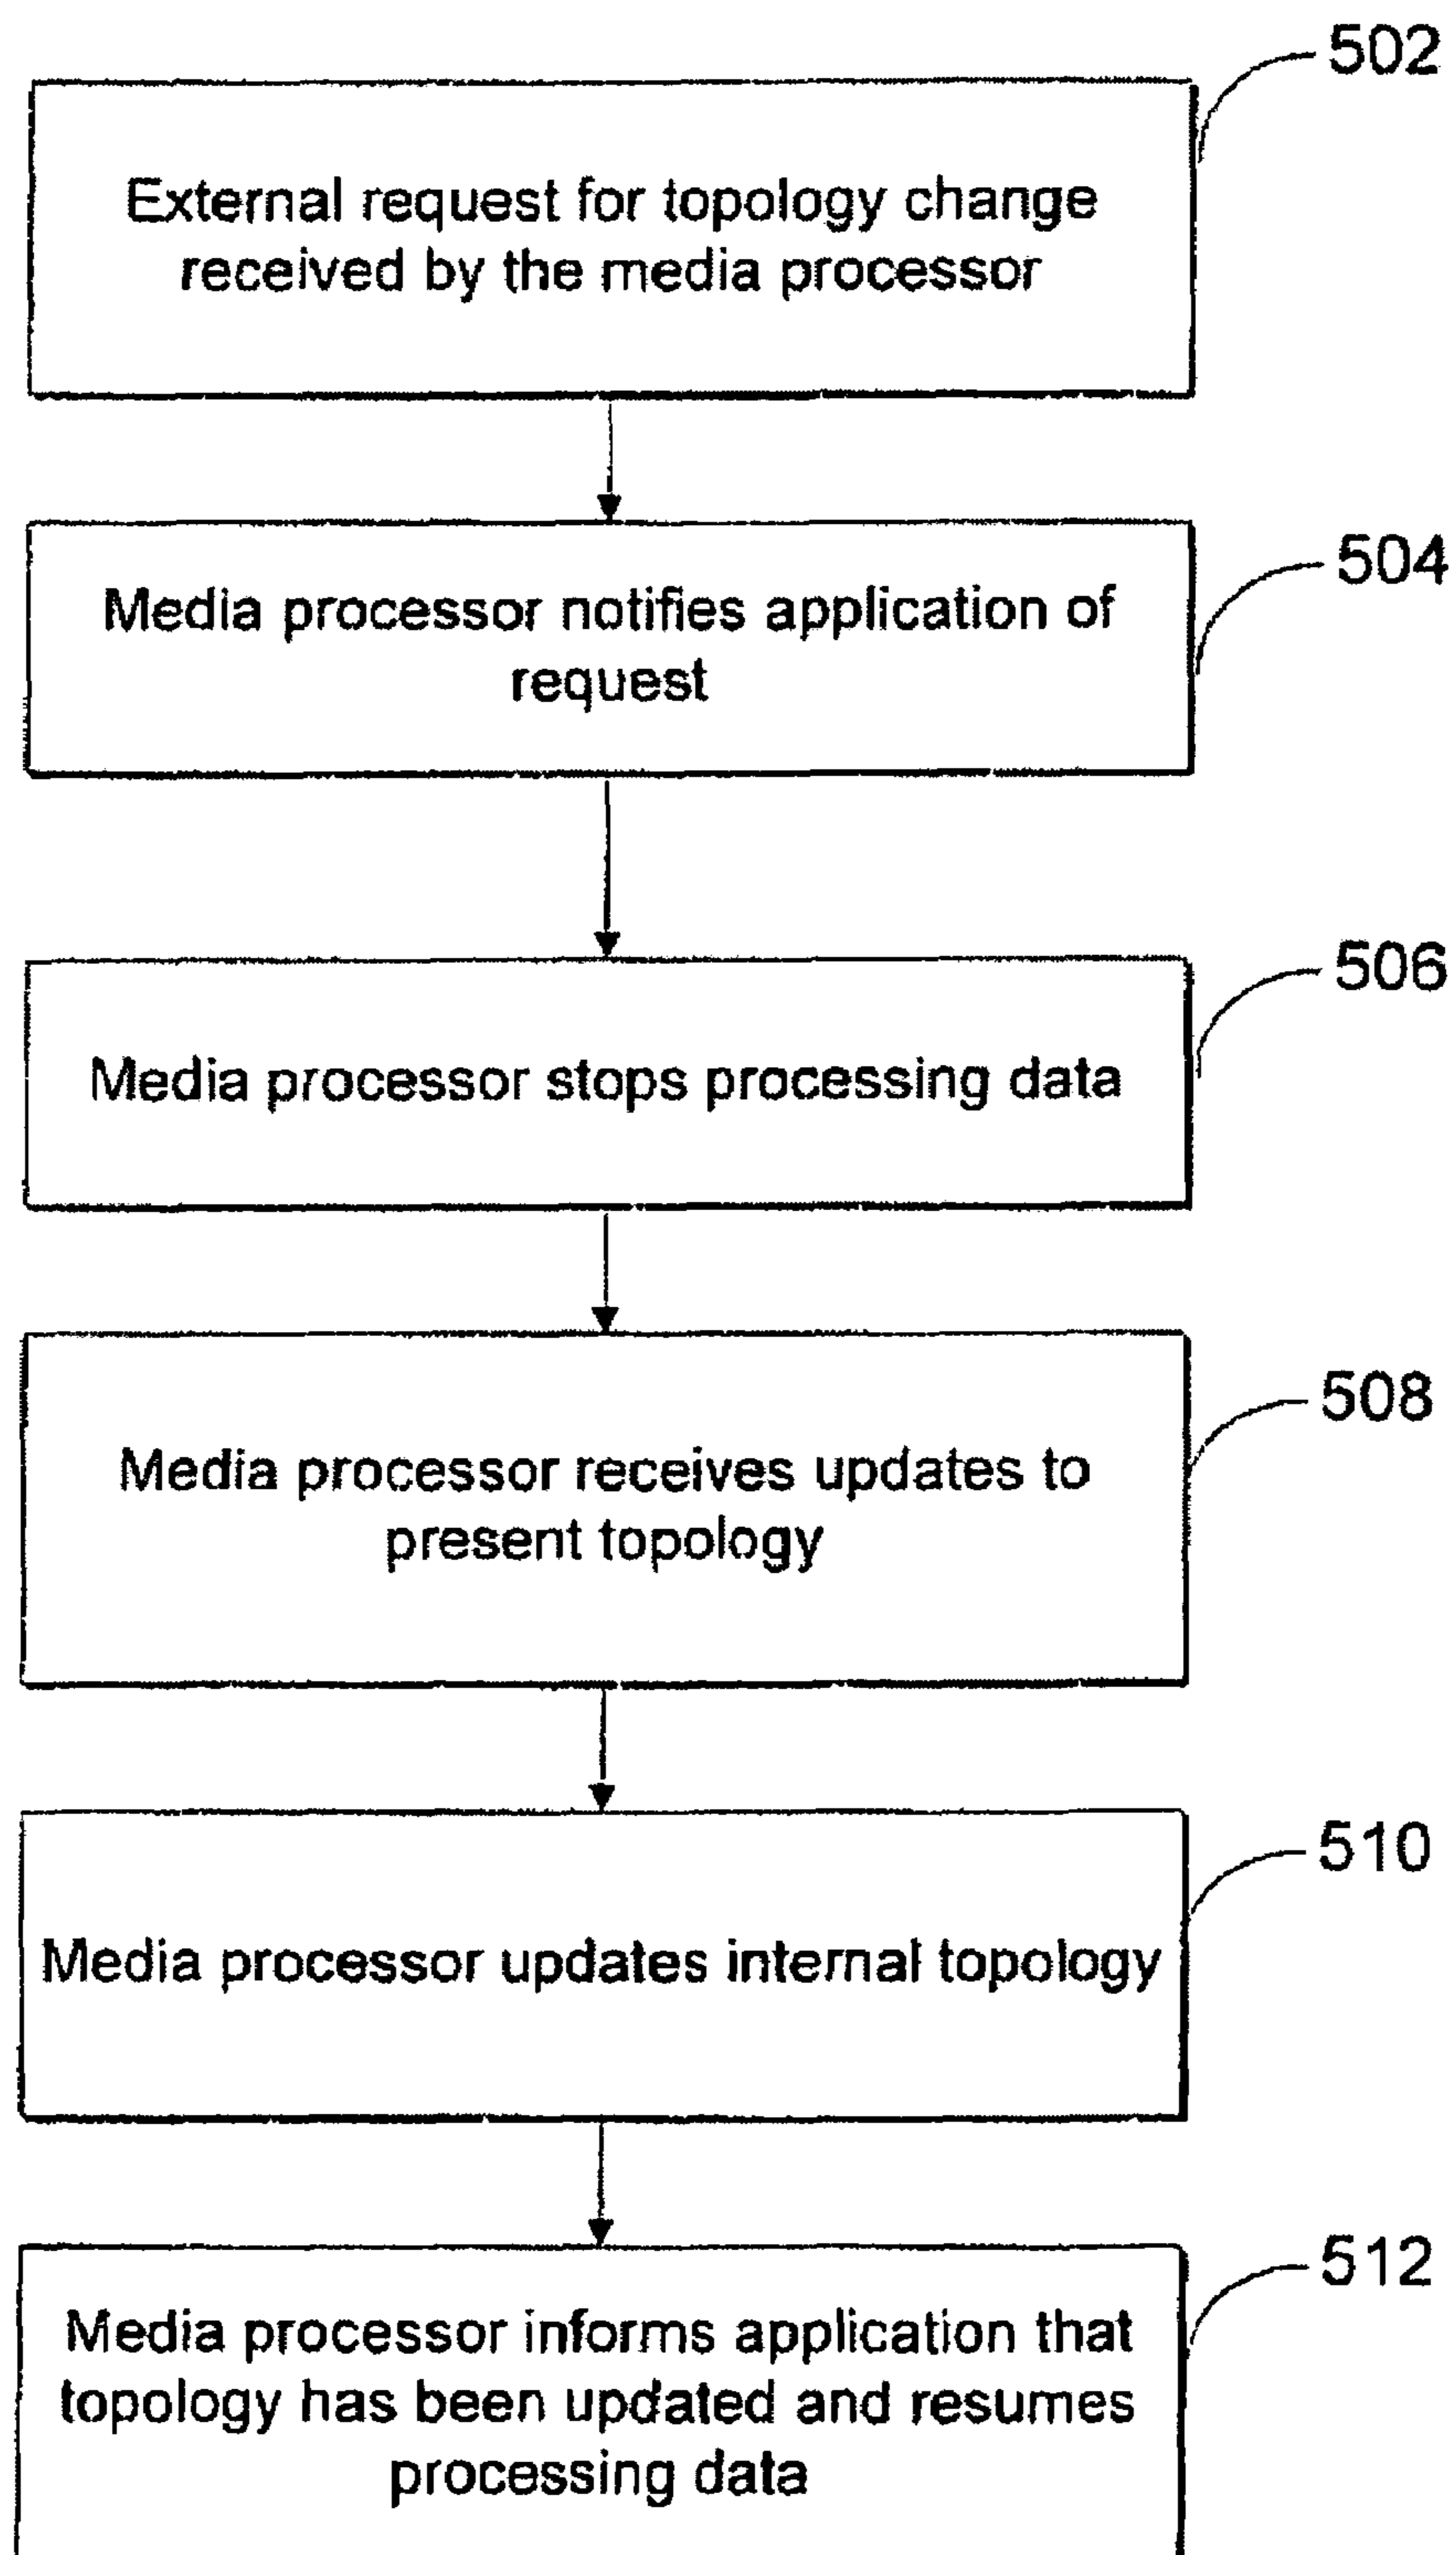 502
External request for topology change
received by the media processor
504
Media processor notifies application of
request
506
Media processor stops processing data
508
Media processor receives updates to
present topology
510
Media processor updates internal topology
512
Media processor informs application that
topology has been updated and resumes
processing data